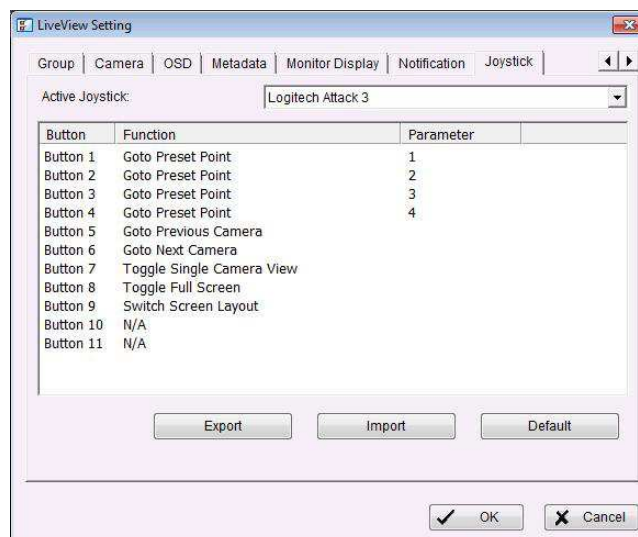 LiveView Setting
Group Camera OSD Metadata Monitor Display Notification Joystick
Active Joystick: Logitech Attack 3
Button Function Parameter
Button 1 Goto Preset Point 1
Button 2 Goto Preset Point 2
Button 3 Goto Preset Point 3
Button 4 Goto Preset Point 4
Button 5 Goto Previous Camera
Button 6 Goto Next Camera
Button 7 Toggle Single Camera View
Button 8 Toggle Full Screen
Button 9 Switch Screen Layout
Button 10 N/A
Button 11 N/A
Export Import Default
OK Cancel